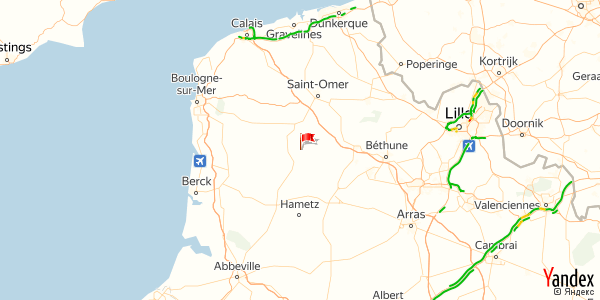 Calais
Dunkerque
Gravelines
stings
Poperinge
Kortrijk
Geraa
Boulogne-
sur-Mer
Saint-Omer
Lille
Doornik
Béthune
Berck
Hametz
Arras
Valenciennes
Cambrai
Abbeville
Albert
Yandex
© Яндекс